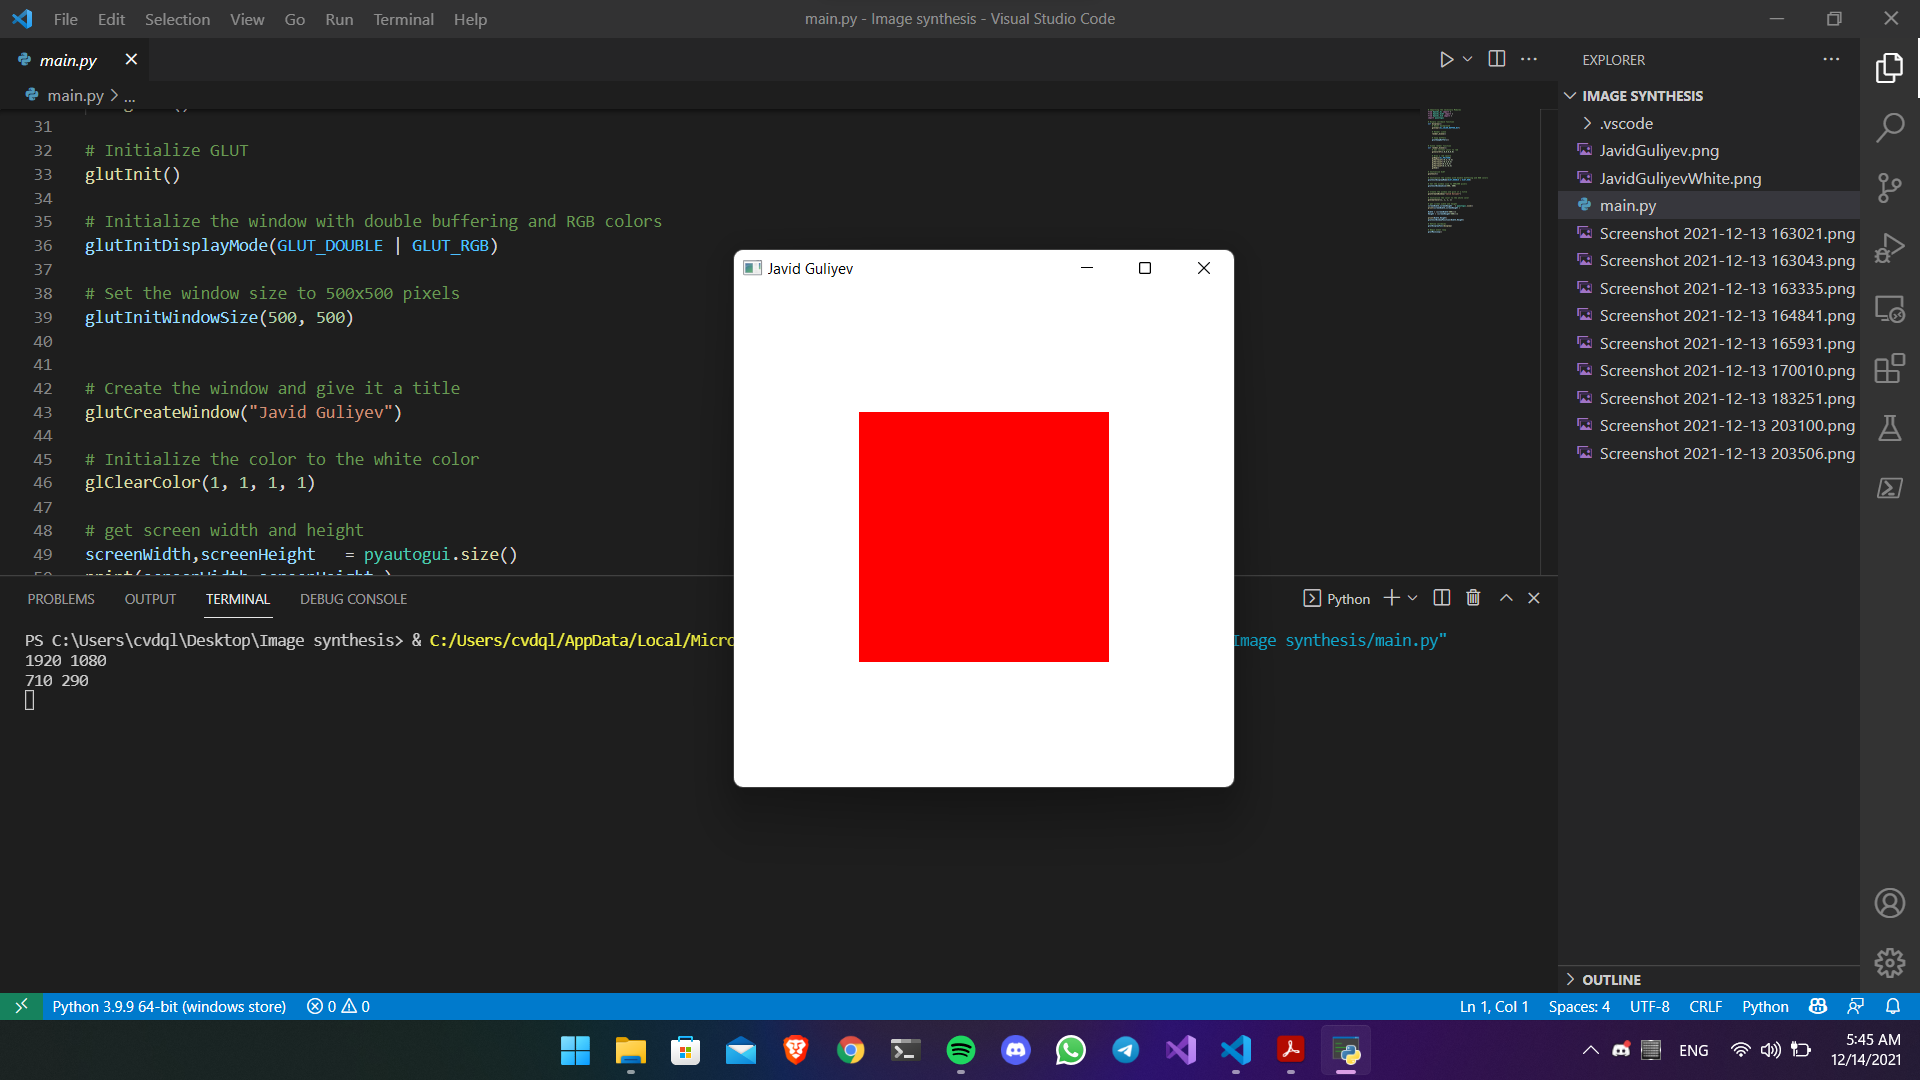 File Edit Selection View Go Run Terminal Help
main.py - Image synthesis - Visual Studio Code
main.py
main.py > ...
31
32 # Initialize GLUT
33 glutInit()
34
35 # Initialize the window with double buffering and RGB colors
36 glutInitDisplayMode(GLUT_DOUBLE | GLUT_RGB)
37
38 # Set the window size to 500x500 pixels
39 glutInitWindowSize(500, 500)
40
41
42 # Create the window and give it a title
43 glutCreateWindow("Javid Guliyev")
44
45 # Initialize the color to the white color
46 glClearColor(1, 1, 1, 1)
47
48 # get screen width and height
49 screenWidth,screenHeight   = pyautogui.size()
Javid Guliyev
EXPLORER
IMAGE SYNTHESIS
.vscode
JavidGuliyev.png
JavidGuliyevWhite.png
main.py
Screenshot 2021-12-13 163021.png
Screenshot 2021-12-13 163043.png
Screenshot 2021-12-13 163335.png
Screenshot 2021-12-13 164841.png
Screenshot 2021-12-13 165931.png
Screenshot 2021-12-13 170010.png
Screenshot 2021-12-13 183251.png
Screenshot 2021-12-13 203100.png
Screenshot 2021-12-13 203506.png
OUTLINE
PROBLEMS OUTPUT TERMINAL DEBUG CONSOLE
Python
PS C:\Users\cvdql\Desktop\Image synthesis> & C:/Users/cvdql/AppData/Local/Micro
Image synthesis/main.py"
1920 1080
710 290
Python 3.9.9 64-bit (windows store) 0 0
Ln 1, Col 1 Spaces: 4 UTF-8 CRLF Python
ENG
5:45 AM
12/14/2021